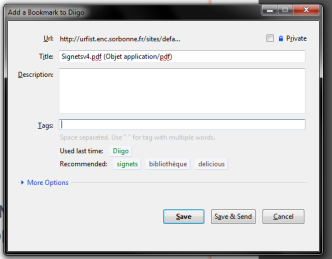 Add a Bookmark to Diigo
Url: http://urfist.enc.sorbonne.fr/sites/defa... Private
Title: Signetsv4.pdf (Objet application/pdf)
Description:
Tags:
Space separated. Use " " for tag with multiple words.
Used last time: Diigo
Recommended: signets bibliothèque delicious
More Options
Save Save & Send Cancel